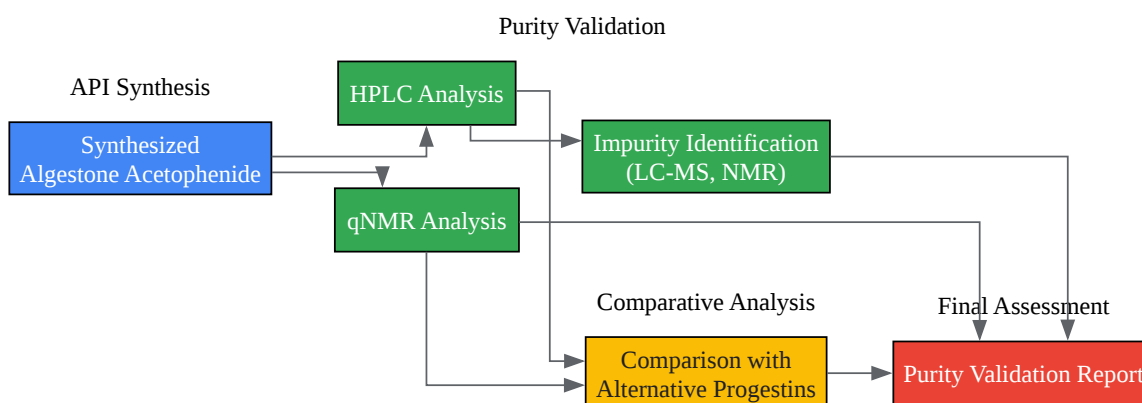 Purity Validation
API Synthesis
HPLC Analysis
Synthesized
Algestone Acetophenide
Impurity Identification
(LC-MS, NMR)
qNMR Analysis
Comparative Analysis
Final Assessment
Comparison with
Alternative Progestins
Purity Validation Report